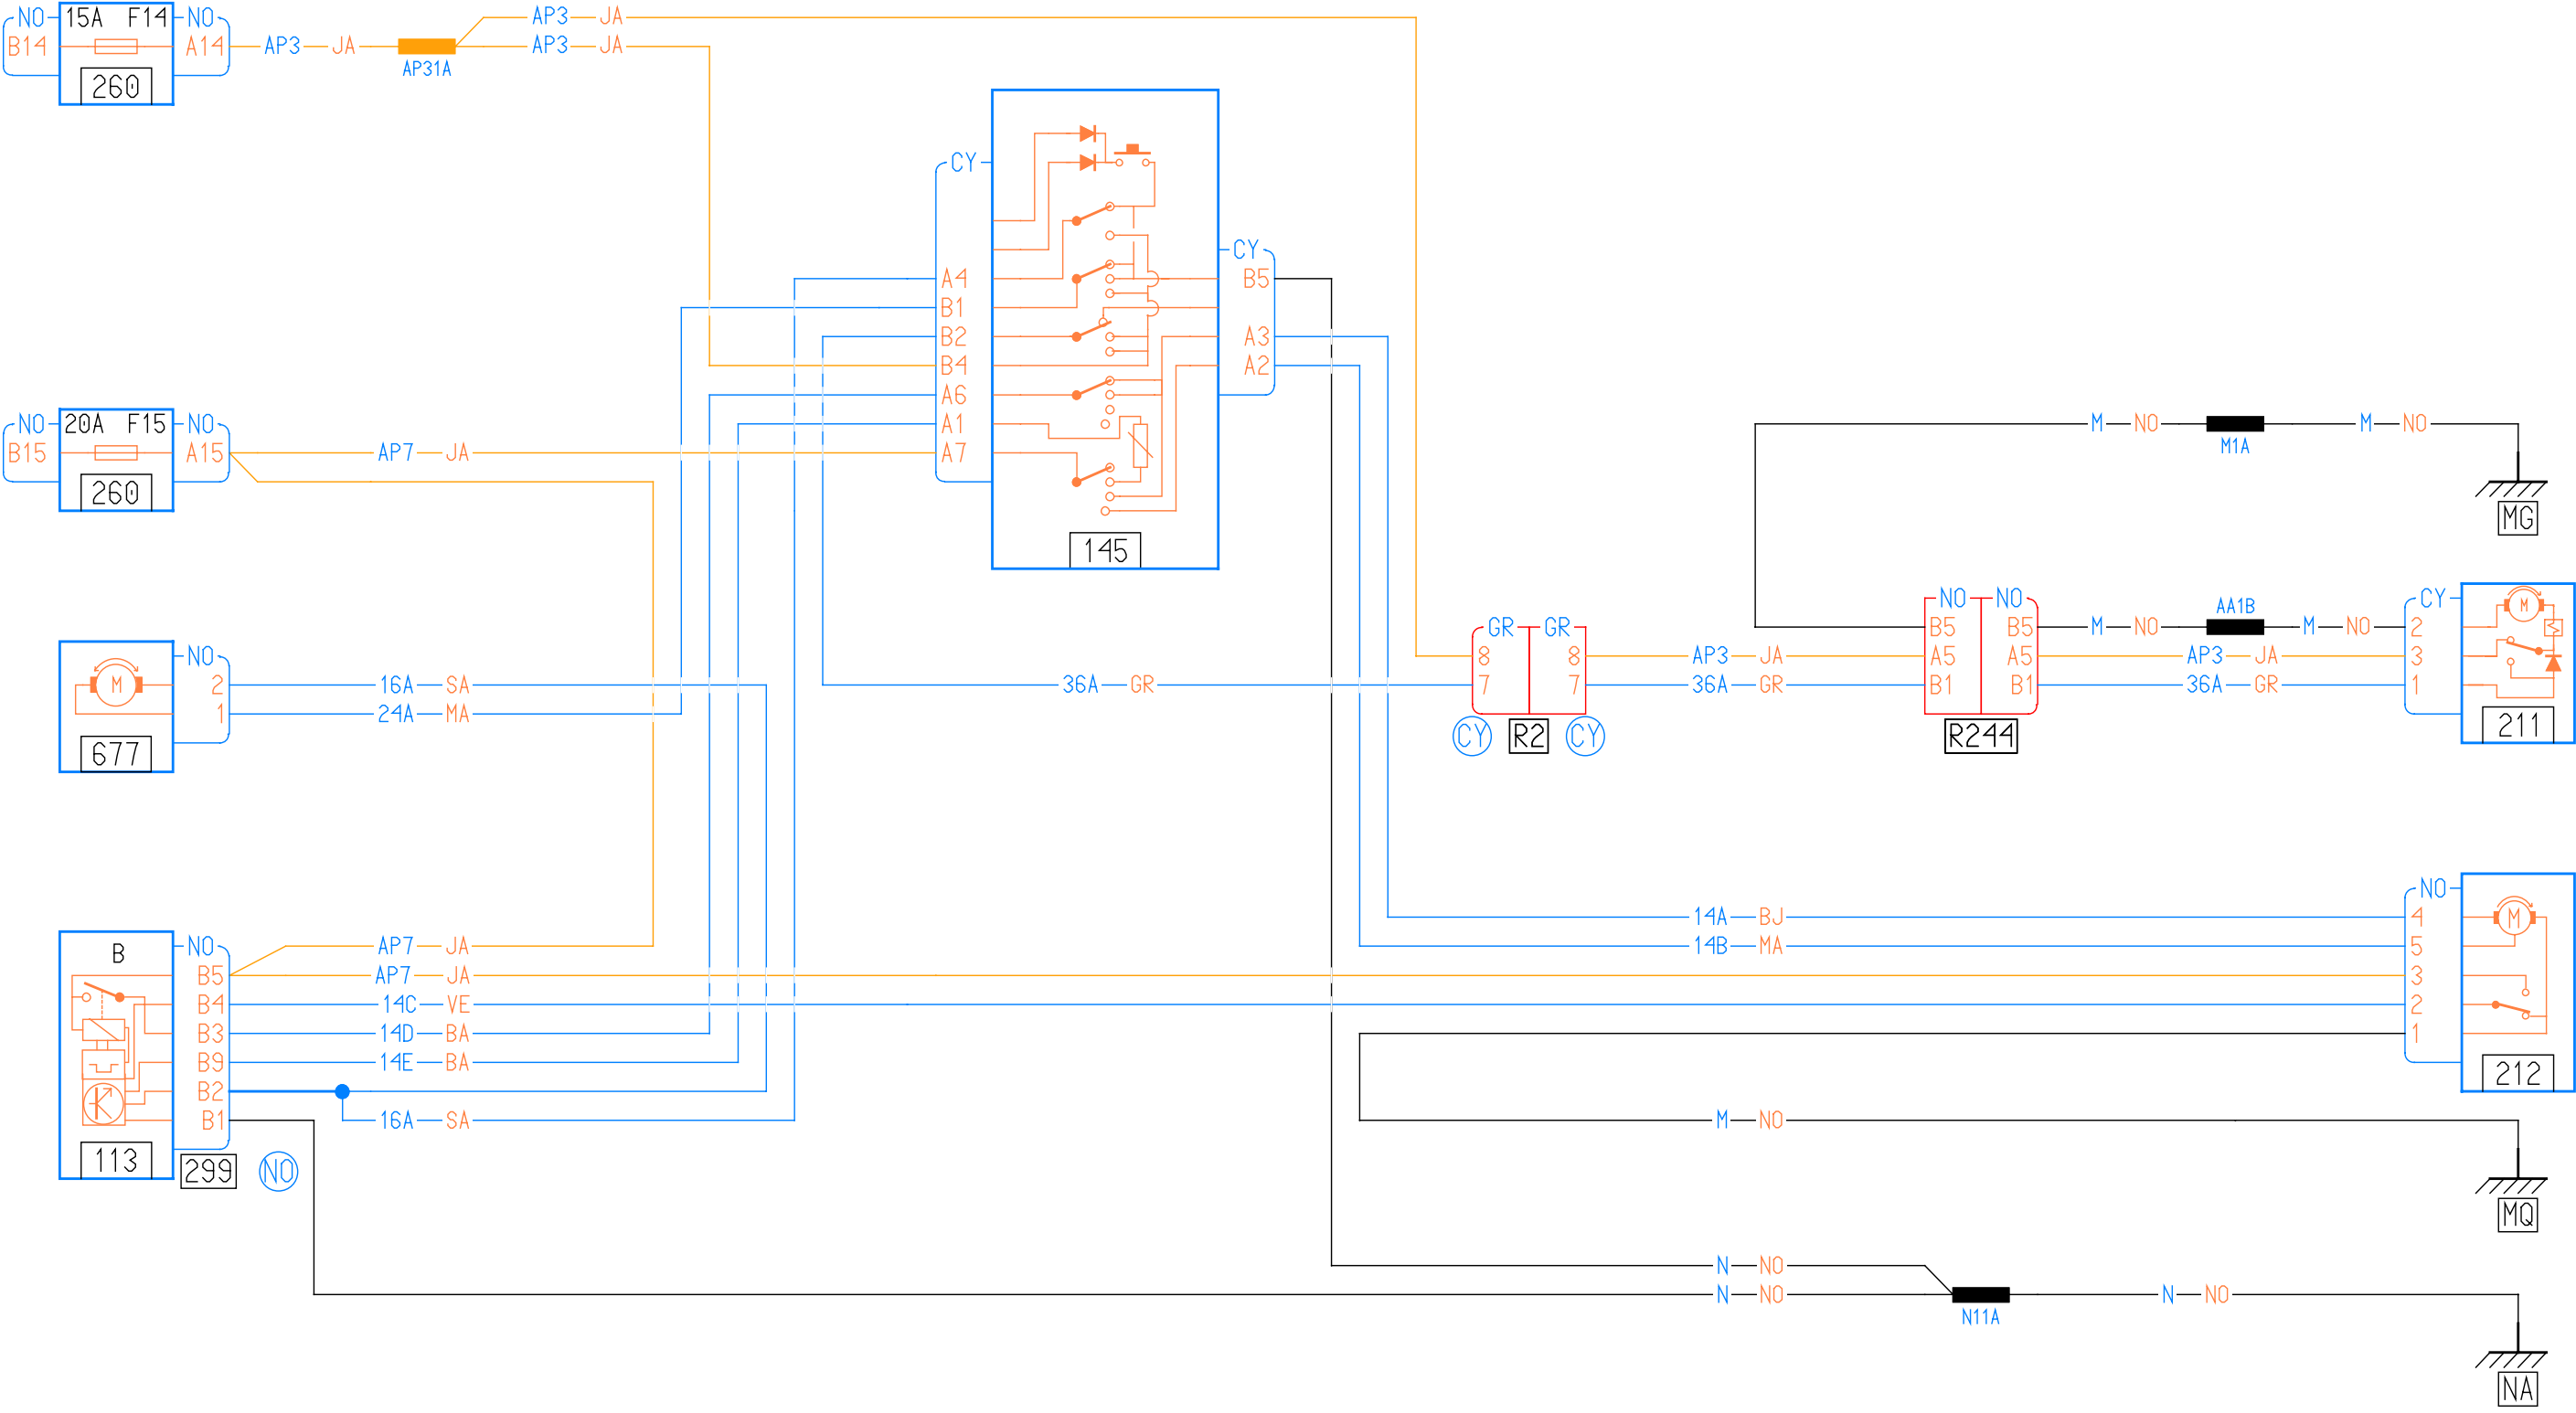 NO 15A F14 NO AP3 JA
B14 A14 AP3 JA AP3 JA
260 AP31A
CY
CY
A4 B5
B1
B2 A3
B4 A2
A6
NO 20A F15 NO A1 M NO M NO
B15 A15 AP7 JA A7 M1A
260
145 MG
NO NO AA1B CY
GR GR B5 B5 M NO M NO 2
NO 8 8 AP3 JA A5 A5 AP3 JA 3
M 2 16A SA 36A GR 7 7 36A GR B1 B1 36A GR 1
1 24A MA
M
677 CY R2 CY R244 211
NO
14A BJ 4 M
B NO AP7 JA 14B MA 5
B5 AP7 JA 3
B4 14C VE 2
B3 14D BA 1
B9 14E BA
B2 212
B1 16A SA M NO
113 299 NO
MQ
N NO
N NO N NO
N11A
NA